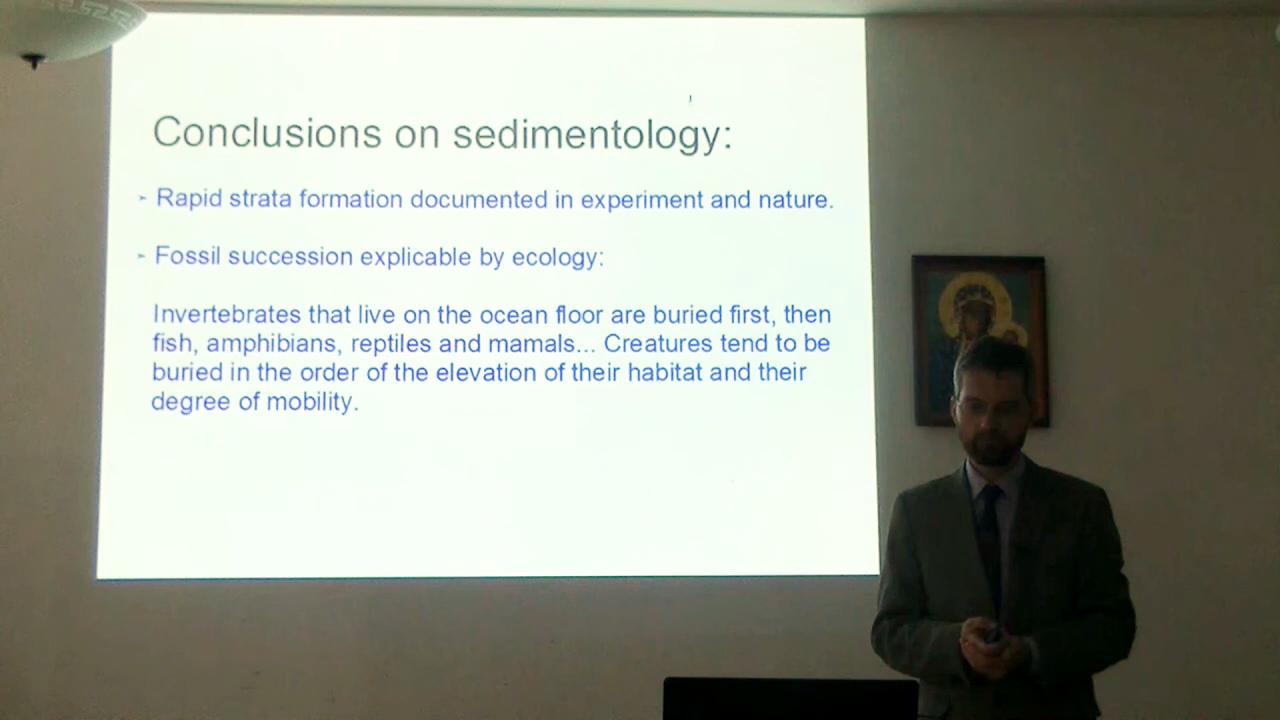 Conclusions on sedimentology:
➢ Rapid strata formation documented in experiment and nature.
➢ Fossil succession explicable by ecology:
Invertebrates that live on the ocean floor are buried first, then
fish, amphibians, reptiles and mamals... Creatures tend to be
buried in the order of the elevation of their habitat and their
degree of mobility.